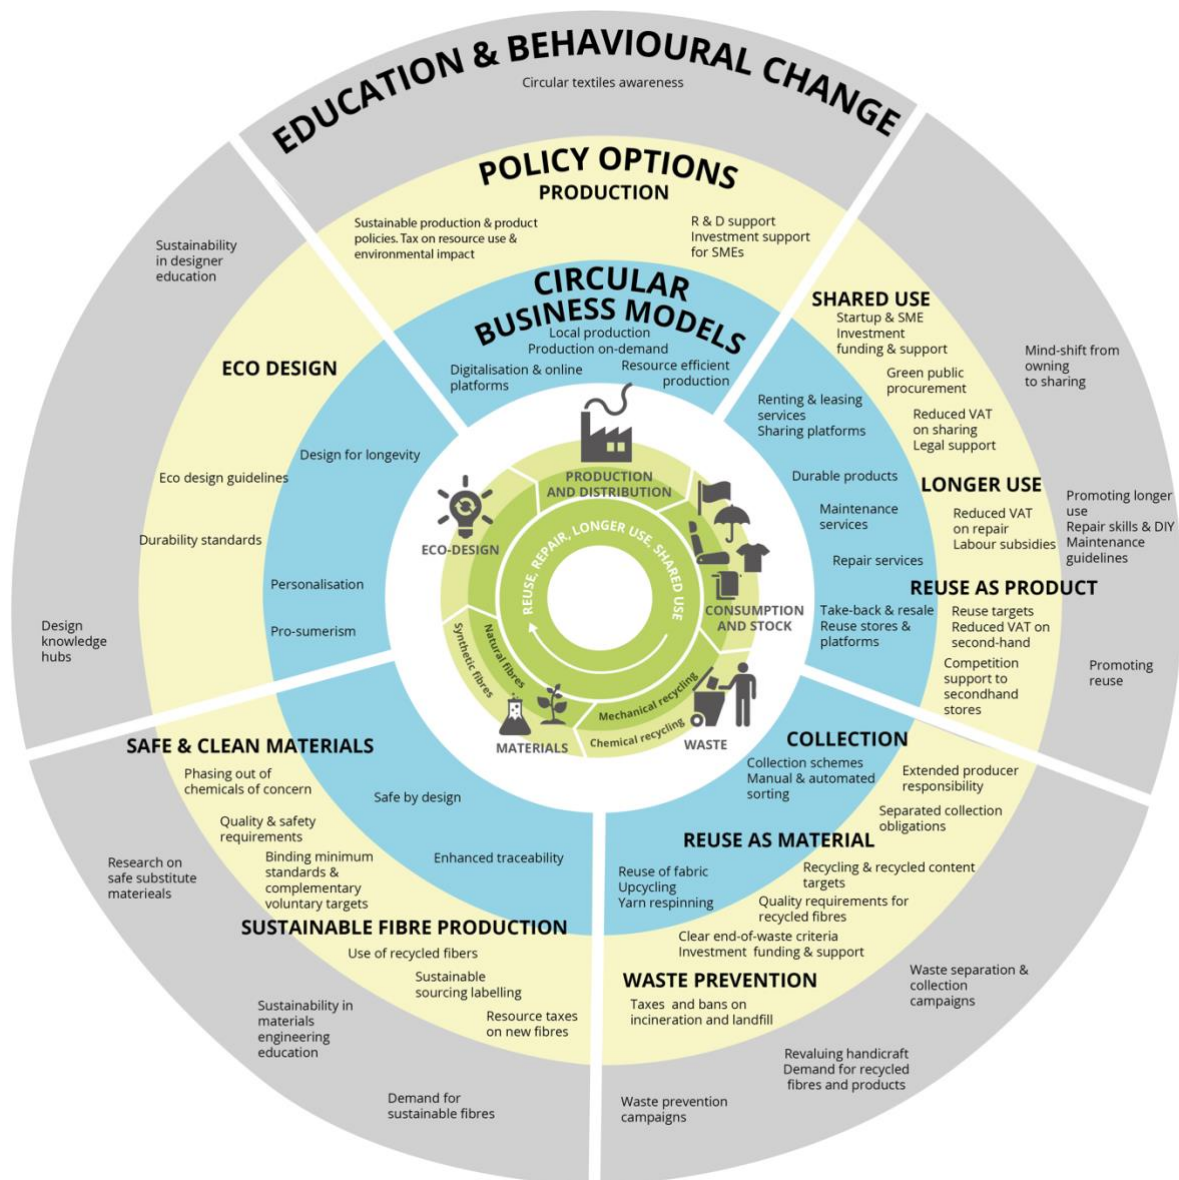 EDUCATION & BEHAVIOURAL CHANGE
Circular textiles awareness
POLICY OPTIONS
PRODUCTION
Sustainable production & product
policies. Tax on resource use &
environmental impact
R & D support
Investment support
for SMEs
CIRCULAR
BUSINESS MODELS
Local production
Production on-demand
Digitalisation & online
platforms
Resource efficient
production
SHARED USE
Startup & SME
Investment
funding & support
Green public
procurement
Reduced VAT
on sharing
Legal support
Mind-shift from
owning
to sharing
Renting & leasing
services
Sharing platforms
Durable products
Maintenance
services
Repair services
Take-back & resale
Reuse stores &
platforms
LONGER USE
Reduced VAT
on repair
Labour subsidies
Promoting longer
use
Repair skills & DIY
Maintenance
guidelines
REUSE AS PRODUCT
Reuse targets
Reduced VAT on
second-hand
Competition
support to
secondhand
stores
Promoting
reuse
COLLECTION
Collection schemes
Manual & automated
sorting
Extended producer
responsibility
Separated collection
obligations
REUSE AS MATERIAL
Reuse of fabric
Upcycling
Yarn respinning
Recycling & recycled content
targets
Quality requirements for
recycled fibres
Clear end-of-waste criteria
Investment funding & support
WASTE PREVENTION
Taxes and bans on
incineration and landfill
Waste separation &
collection
campaigns
Revaluing handicraft
Demand for recycled
fibres and products
Waste prevention
campaigns
SAFE & CLEAN MATERIALS
Phasing out of
chemicals of concern
Quality & safety
requirements
Binding minimum
standards &
complementary
voluntary targets
Safe by design
Enhanced traceability
Research on
safe substitute
materieals
SUSTAINABLE FIBRE PRODUCTION
Use of recycled fibers
Sustainable
sourcing labelling
Resource taxes
on new fibres
Sustainability in
materials
engineering
education
Demand for
sustainable fibres
Sustainability
in designer
education
ECO DESIGN
Design for longevity
Eco design guidelines
Durability standards
Personalisation
Pro-sumerism
Design
knowledge
hubs
PRODUCTION
AND DISTRIBUTION
ECO-DESIGN
REUSE, REPAIR, LONGER USE, SHARED USE
CONSUMPTION
AND STOCK
Synthetic fibres
Natural fibres
Mechanical recycling
Chemical recycling
MATERIALS
WASTE